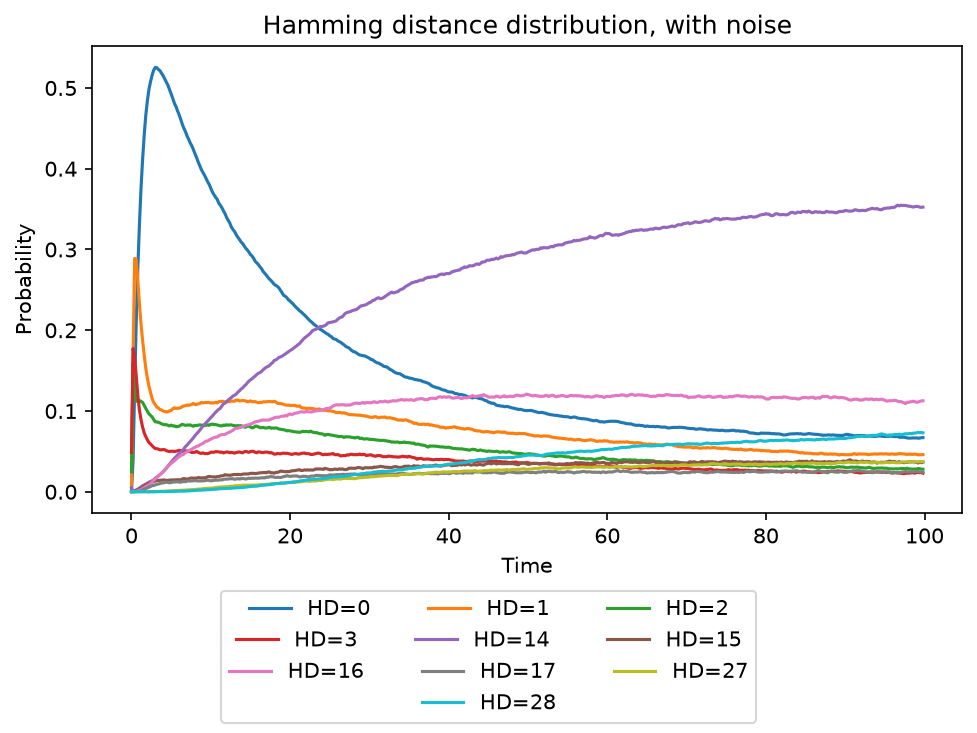 Hamming distance distribution, with noise
0.5
0.4
0.3
0.2
0.1
0.0
Probability
0 20 40 60 80 100
Time
HD=0 HD=1 HD=2
HD=3 HD=14 HD=15
HD=16 HD=17 HD=27
HD=28